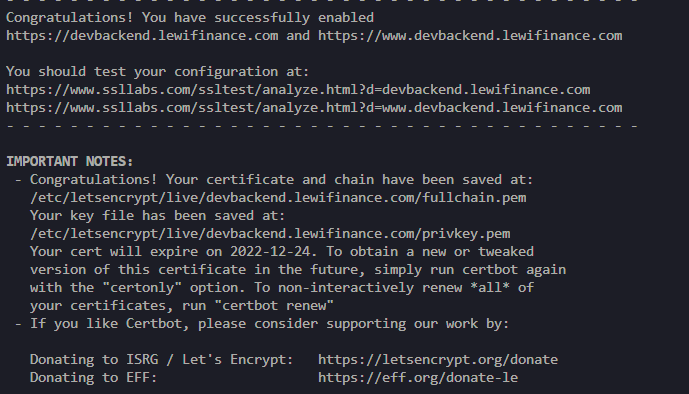 - - - - - - - - - - - - - - - - - - - - - - - - - - - - - - - - - - - - - - - -
Congratulations! You have successfully enabled
https://devbackend.lewifinance.com and https://www.devbackend.lewifinance.com
You should test your configuration at:
https://www.ssllabs.com/ssltest/analyze.html?d=devbackend.lewifinance.com
https://www.ssllabs.com/ssltest/analyze.html?d=www.devbackend.lewifinance.com
- - - - - - - - - - - - - - - - - - - - - - - - - - - - - - - - - - - - - - - -
IMPORTANT NOTES:
- Congratulations! Your certificate and chain have been saved at:
/etc/letsencrypt/live/devbackend.lewifinance.com/fullchain.pem
Your key file has been saved at:
/etc/letsencrypt/live/devbackend.lewifinance.com/privkey.pem
Your cert will expire on 2022-12-24. To obtain a new or tweaked
version of this certificate in the future, simply run certbot again
with the "certonly" option. To non-interactively renew *all* of
your certificates, run "certbot renew"
- If you like Certbot, please consider supporting our work by:
Donating to ISRG / Let's Encrypt: https://letsencrypt.org/donate
Donating to EFF: https://eff.org/donate-le